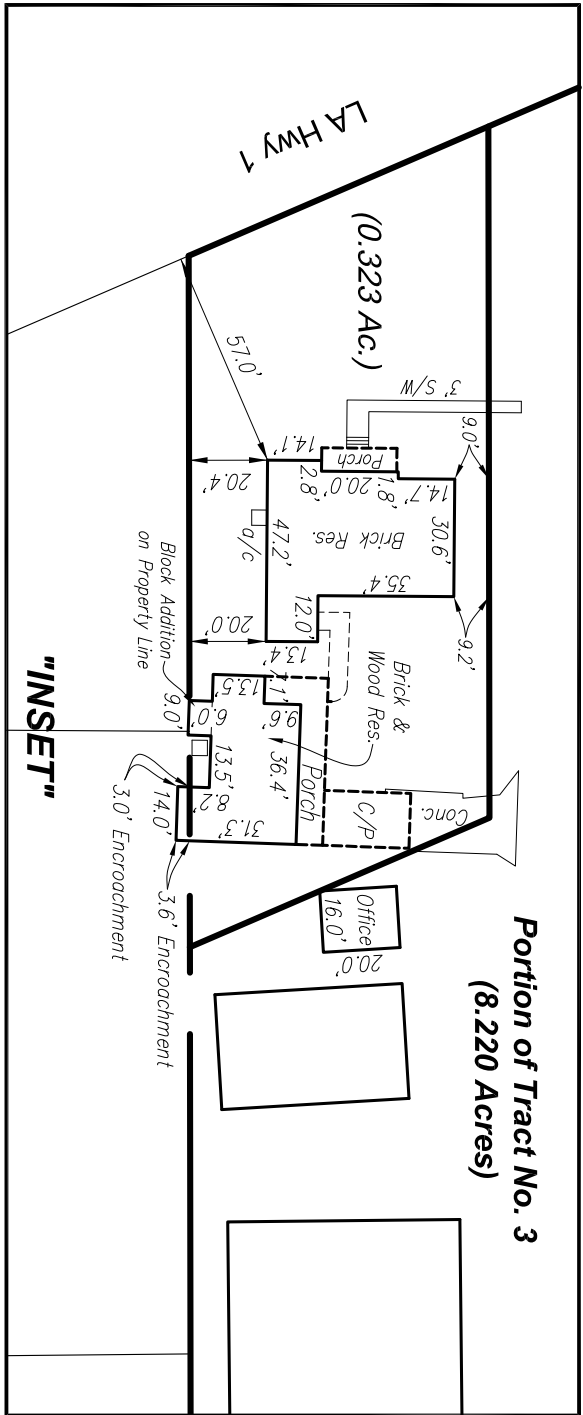 LA Hwy 1
(0.323 Ac.)
Portion of Tract No. 3
(8.220 Acres)
3' S/W
9.0'
9.2'
57.0'
14.1'
Porch
2.8'
20.0'
1.8'
14.7'
30.6'
Brick Res.
35.4'
47.2'
a/c
20.4'
20.0'
12.0'
13.4'
Brick &
Wood Res.
Block Addition
on Property Line
9.0'
6.0'
13.5'
7.1'
9.6'
36.4'
Porch
C/P
Conc.
13.5'
8.2'
31.3'
14.0'
3.6' Encroachment
3.0' Encroachment
Office
16.0'
20.0'
"INSET"